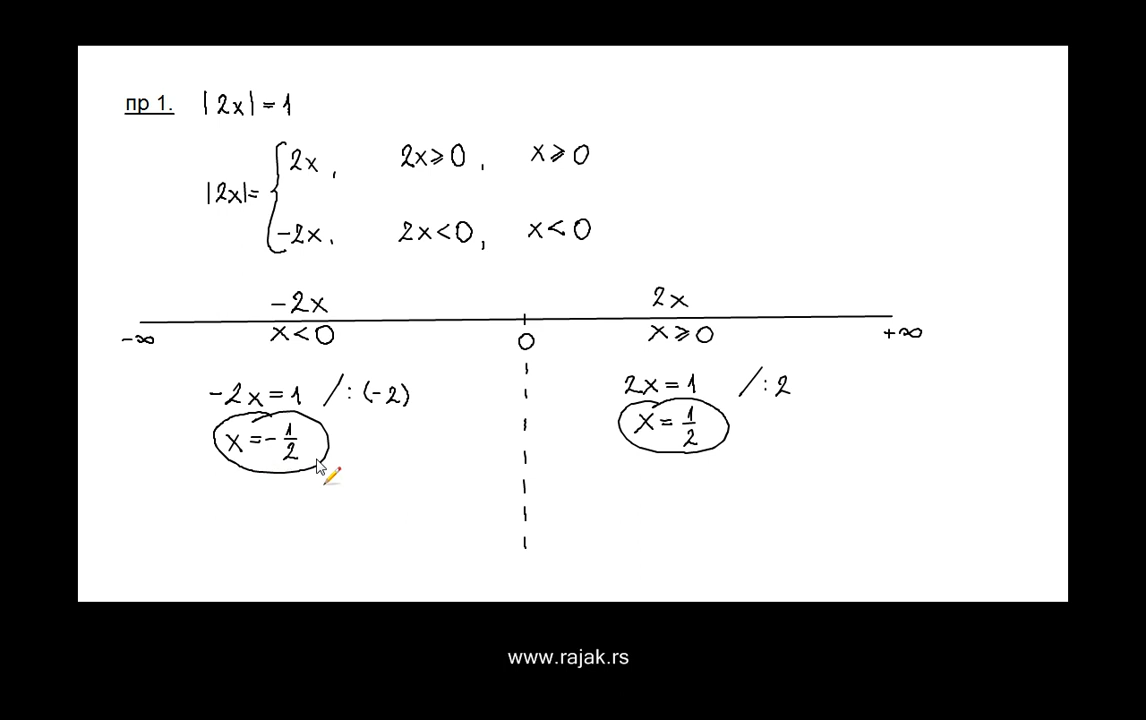 пр 1. |2x| = 1
2x, 2x ⩾ 0, x ⩾ 0
|2x| =
-2x, 2x < 0, x < 0
-2x 2x
-∞ x < 0 0 x ⩾ 0 +∞
-2x = 1 /: (-2) 2x = 1 /: 2
x = -1/2 x = 1/2
www.rajak.rs